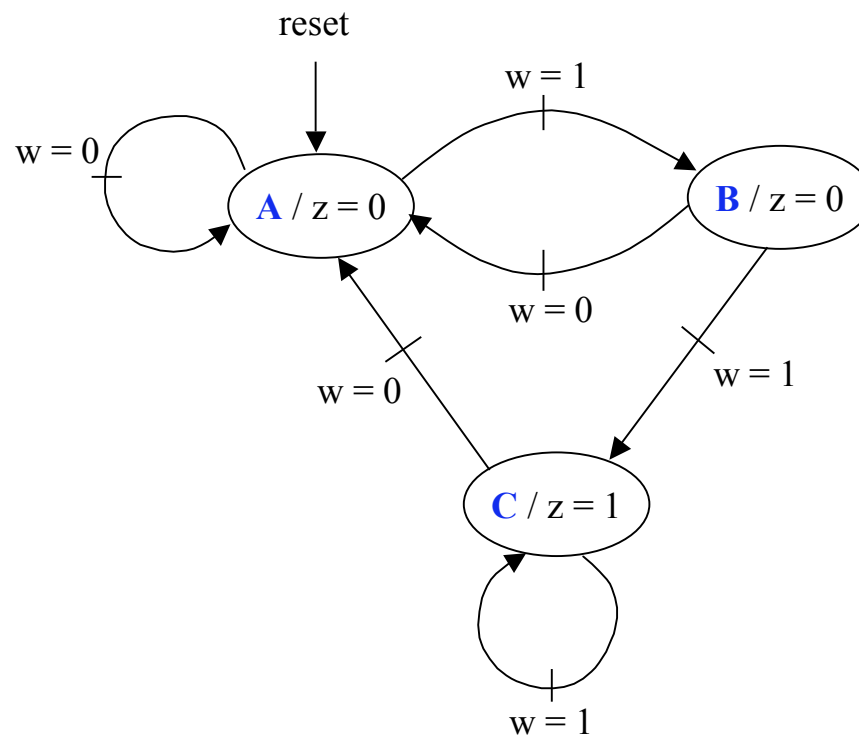 reset
w = 1
w = 0
A / z = 0
B / z = 0
w = 0
w = 1
w = 0
C / z = 1
w = 1